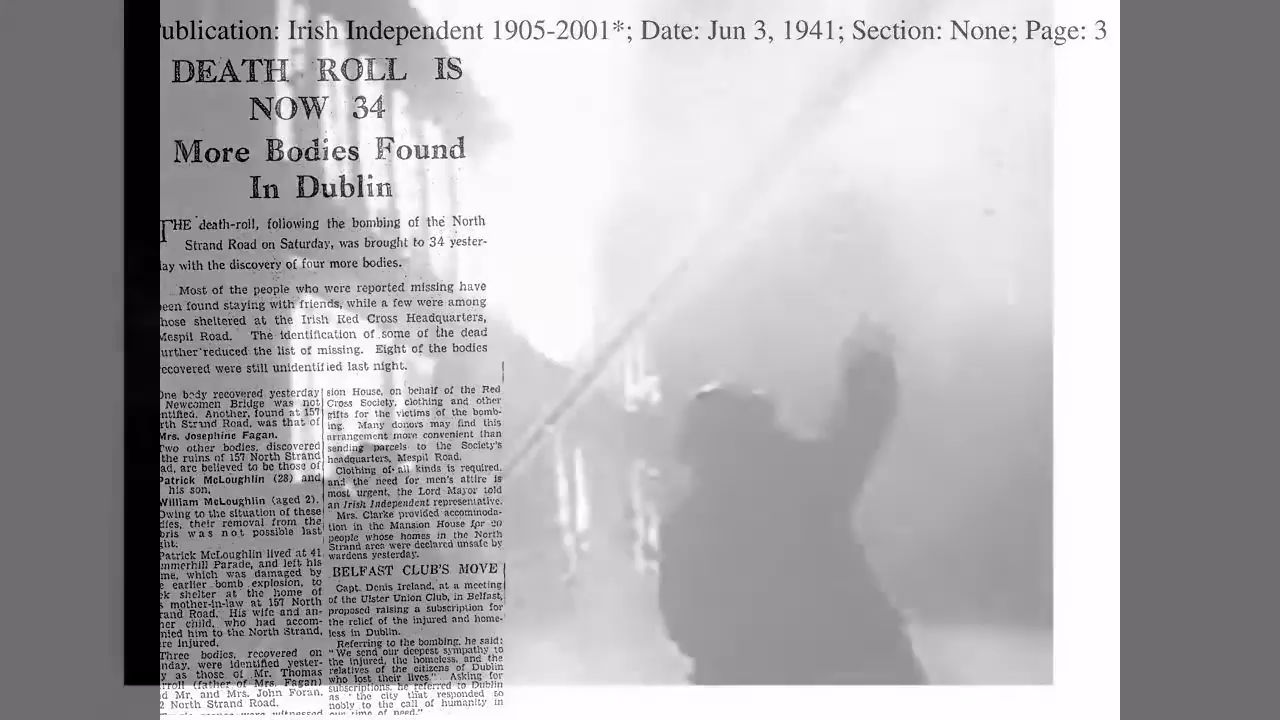 ublication: Irish Independent 1905-2001*; Date: Jun 3, 1941; Section: None; Page: 3
DEATH ROLL IS
NOW 34
More Bodies Found
In Dublin
THE death-roll, following the bombing of the North
Strand Road on Saturday, was brought to 34 yester-
lay with the discovery of four more bodies.
Most of the people who were reported missing have
een found staying with friends, while a few were among
hose sheltered at the Irish Red Cross Headquarters,
Mespil Road. The identification of some of the dead
urther reduced the list of missing. Eight of the bodies
ecovered were still unidentified last night.
One body recovered yesterday
Newcomen Bridge was not
ntified. Another, found at 157
rth Strand Road, was that of
Mrs. Josephine Fagan.
Two other bodies, discovered
the ruins of 157 North Strand
ad, are believed to be those of
Patrick McLoughlin (28) and
his son,
William McLoughlin (aged 2).
Owing to the situation of these
dies, their removal from the
bris was not possible last
ht.
Patrick McLoughlin lived at 41
mmerhill Parade, and left his
me, which was damaged by
e earlier bomb explosion, to
k shelter at the home of
s mother-in-law at 157 North
rand Road. His wife and an-
her child, who had accom-
nied him to the North Strand,
re injured.
Three bodies, recovered on
nday, were identified yester-
y as those of Mr. Thomas
rroll (father of Mrs. Fagan)
d Mr. and Mrs. John Foran,
2 North Strand Road.
were witnessed
sion House, on behalf of the Red
Cross Society, clothing and other
gifts for the victims of the bomb-
ing. Many donors may find this
arrangement more convenient than
sending parcels to the Society's
headquarters, Mespil Road.
Clothing of all kinds is required,
and the need for men's attire is
most urgent, the Lord Mayor told
an Irish Independent representative.
Mrs. Clarke provided accommoda-
tion in the Mansion House for 20
people whose homes in the North
Strand area were declared unsafe by
wardens yesterday.
BELFAST CLUB'S MOVE
Capt. Denis Ireland, at a meeting
of the Ulster Union Club, in Belfast,
proposed raising a subscription for
the relief of the injured and home-
less in Dublin.
Referring to the bombing, he said:
"We send our deepest sympathy to
the injured, the homeless, and the
relatives of the citizens of Dublin
who lost their lives". Asking for
subscriptions, he referred to Dublin
as "the city that responded so
nobly to the call of humanity in
our time of need."